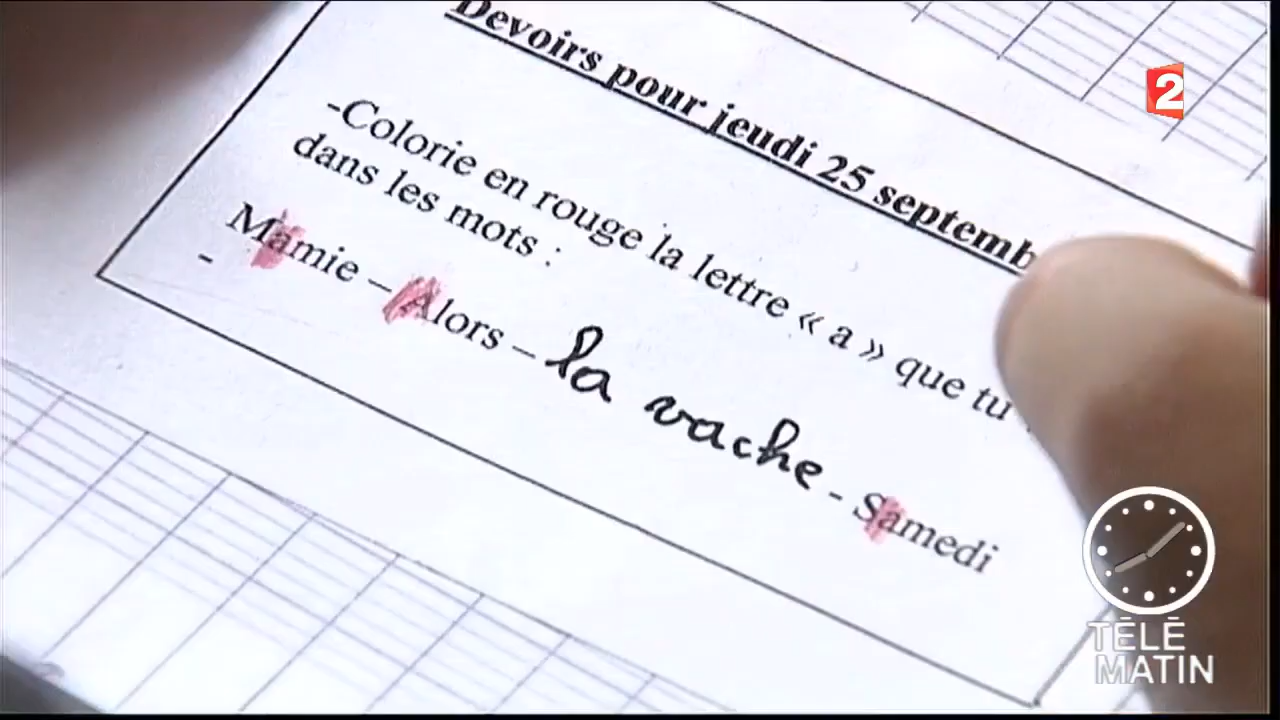 Devoirs pour jeudi 25 septemb
-Colorie en rouge la lettre « a » que tu
dans les mots :
Mamie – Alors – la vache - Samedi
-
2
TÉLÉ
MATIN